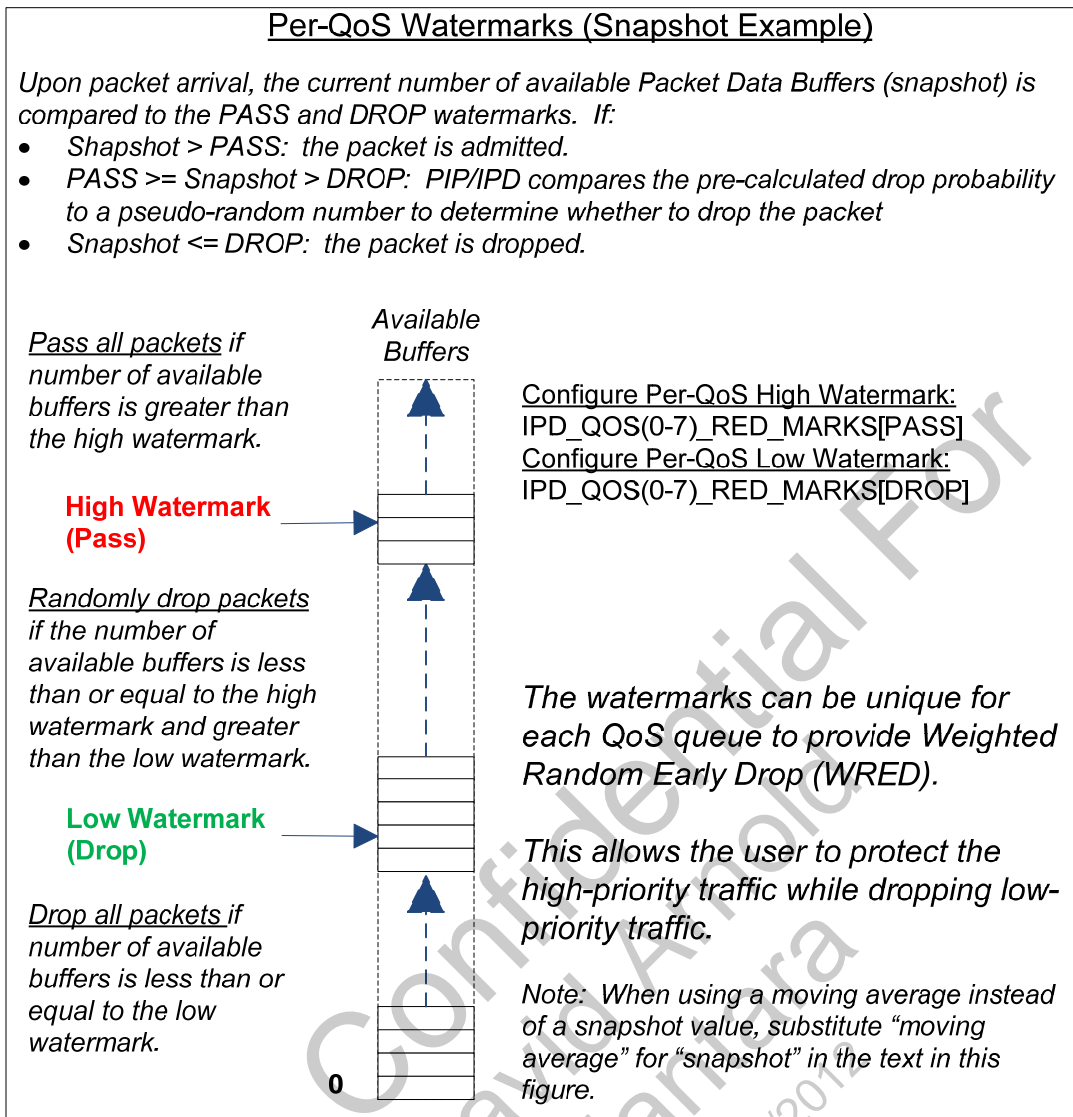 Per-QoS Watermarks (Snapshot Example)
Upon packet arrival, the current number of available Packet Data Buffers (snapshot) is
compared to the PASS and DROP watermarks.  If:
• Shapshot > PASS:  the packet is admitted.
• PASS >= Snapshot > DROP:  PIP/IPD compares the pre-calculated drop probability
to a pseudo-random number to determine whether to drop the packet
• Snapshot <= DROP:  the packet is dropped.
Available
Buffers
Pass all packets if
number of available
buffers is greater than
the high watermark.
Configure Per-QoS High Watermark:
IPD_QOS(0-7)_RED_MARKS[PASS]
Configure Per-QoS Low Watermark:
IPD_QOS(0-7)_RED_MARKS[DROP]
High Watermark
(Pass)
Randomly drop packets
if the number of
available buffers is less
than or equal to the high
watermark and greater
than the low watermark.
The watermarks can be unique for
each QoS queue to provide Weighted
Random Early Drop (WRED).
Low Watermark
(Drop)
This allows the user to protect the
high-priority traffic while dropping low-
priority traffic.
Drop all packets if
number of available
buffers is less than or
equal to the low
watermark.
Note:  When using a moving average instead
of a snapshot value, substitute “moving
average” for “snapshot” in the text in this
figure.
0
Confidential For
Arnold